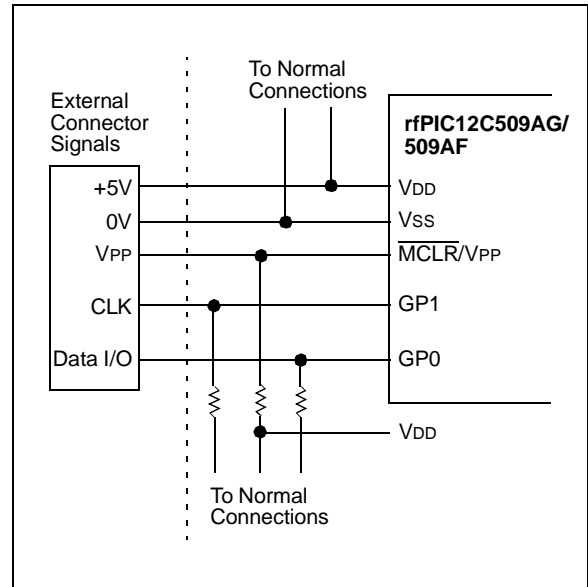 To Normal
Connections
External
Connector
Signals
rfPIC12C509AG/
509AF
+5V
VDD
0V
VSS
VPP
MCLR/VPP
CLK
GP1
Data I/O
GP0
VDD
To Normal
Connections